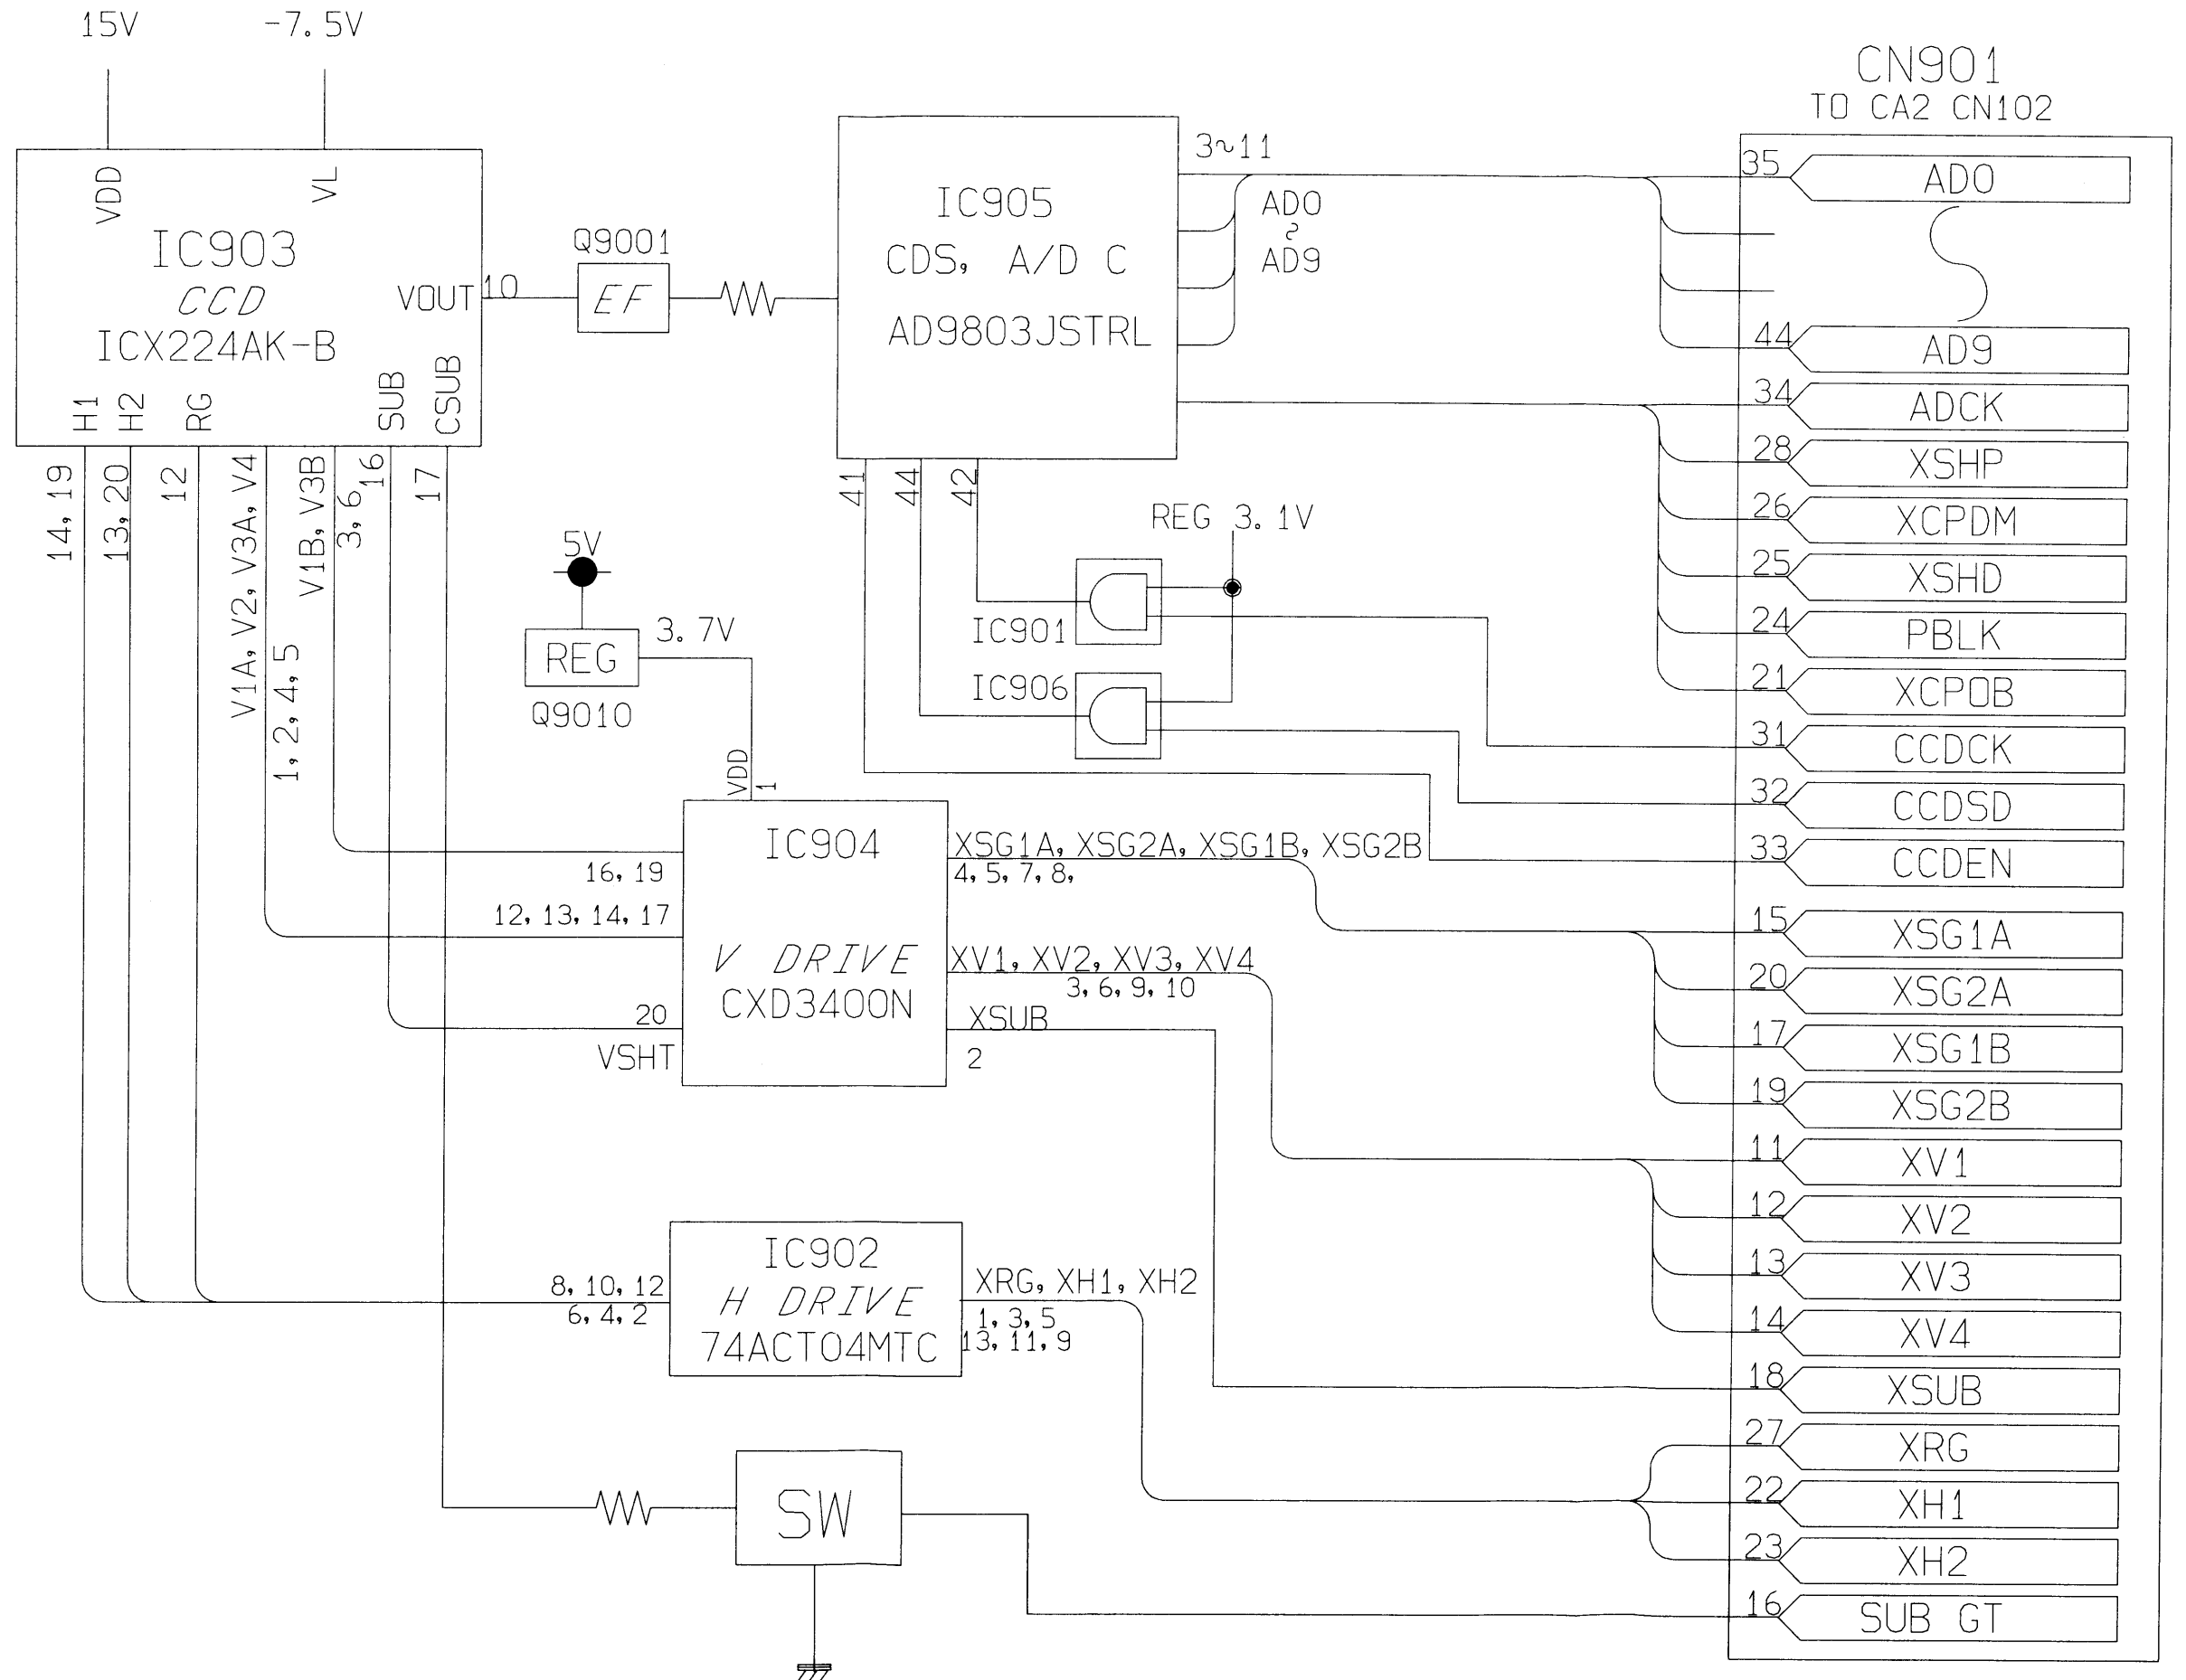 15V
-7.5V
CN901
TO CA2 CN102
VDD
VL
IC903
CCD
ICX224AK-B
VOUT
10
H1
H2
RG
SUB
CSUB
Q9001
EF
IC905
CDS, A/D C
AD9803JSTRL
3~11
AD0
~
AD9
14,19
13,20
12
V1A,V2,V3A,V4
1,2,4,5
V1B,V3B
3,6
16
17
41
44
42
REG 3.1V
5V
REG
3.7V
Q9010
IC901
IC906
VDD
1
IC904
V DRIVE
CXD3400N
16,19
12,13,14,17
20
VSHT
XSG1A,XSG2A,XSG1B,XSG2B
4,5,7,8,
XV1,XV2,XV3,XV4
3,6,9,10
XSUB
2
IC902
H DRIVE
74ACT04MTC
8,10,12
6,4,2
XRG,XH1,XH2
1,3,5
13,11,9
SW
35 AD0
44 AD9
34 ADCK
28 XSHP
26 XCPDM
25 XSHD
24 PBLK
21 XCPOB
31 CCDCK
32 CCDSD
33 CCDEN
15 XSG1A
20 XSG2A
17 XSG1B
19 XSG2B
11 XV1
12 XV2
13 XV3
14 XV4
18 XSUB
27 XRG
22 XH1
23 XH2
16 SUB GT